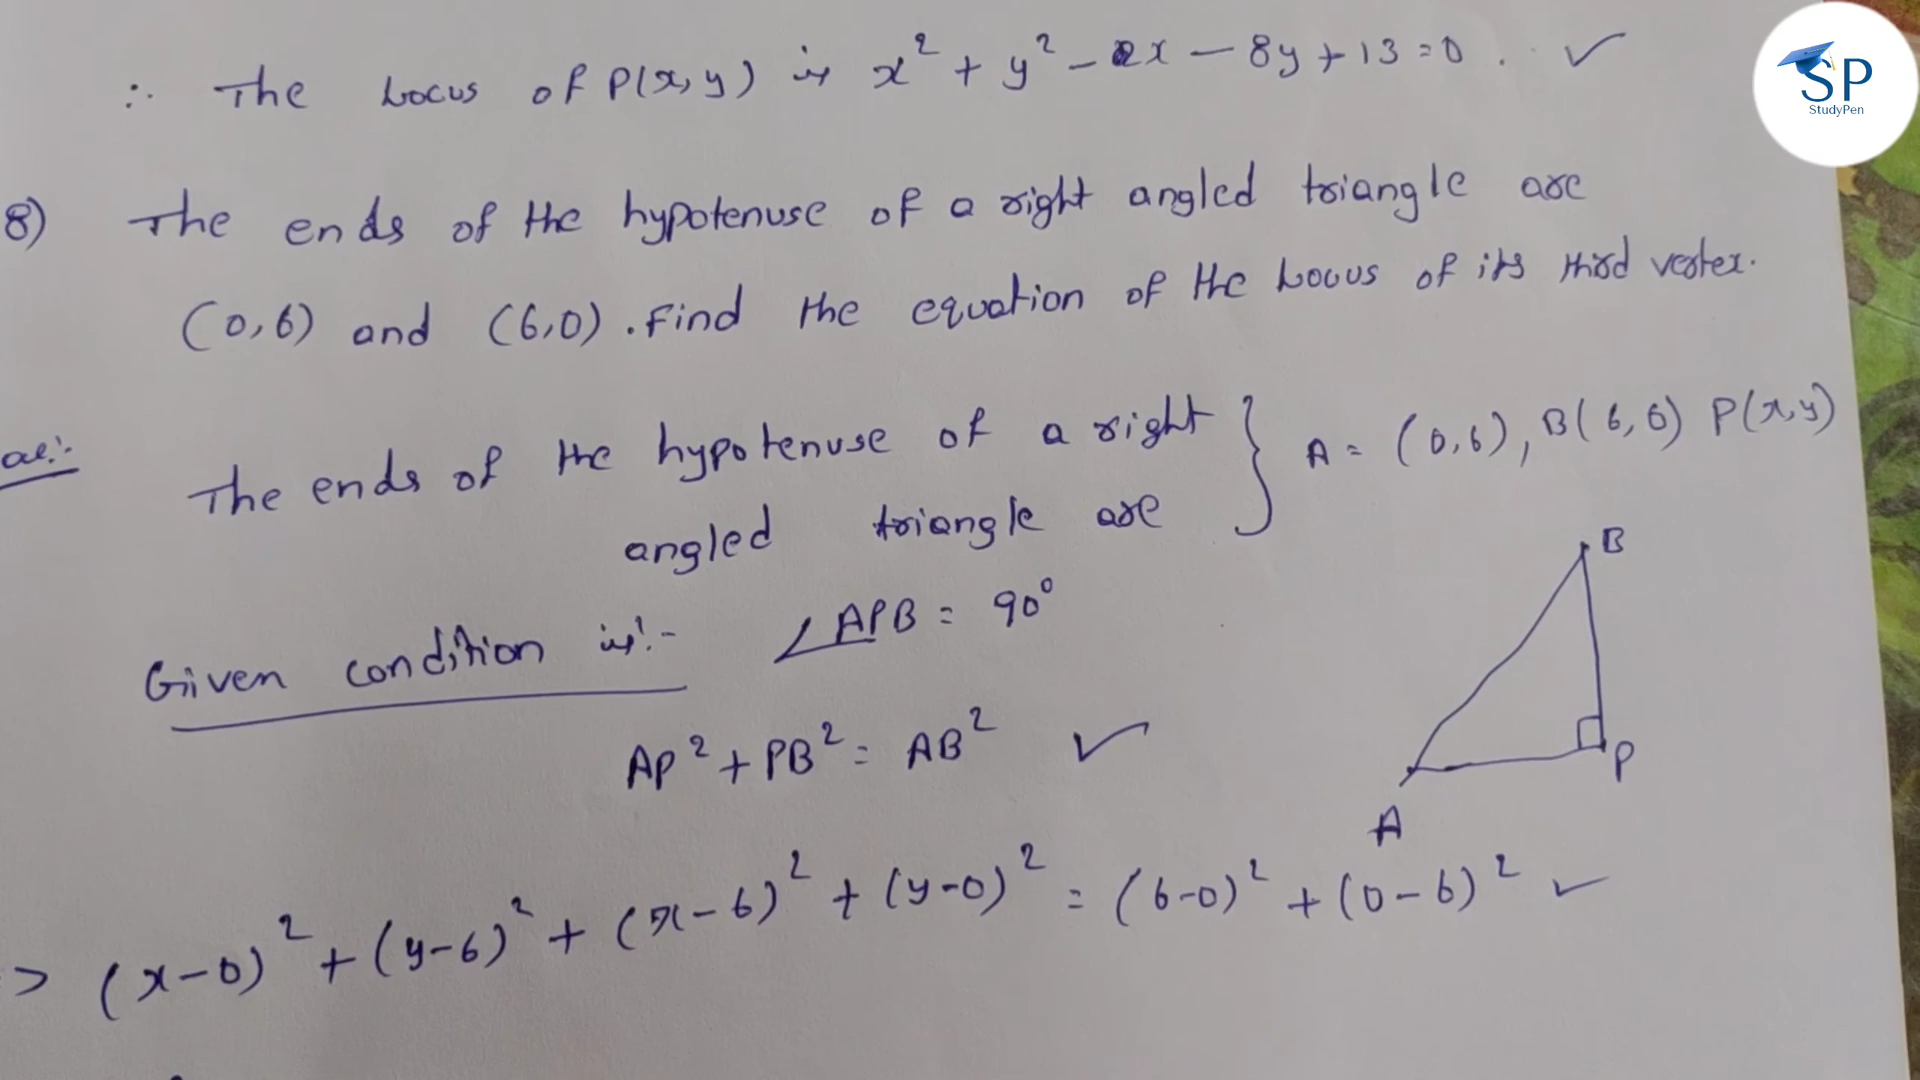 ∴ The Locus of P(x,y) is x² + y² - 2x - 8y + 13 = 0. ✓
SP
StudyPen
8) The ends of the hypotenuse of a right angled triangle are
(0,6) and (6,0). Find the equation of the Locus of its third vertex.
The ends of the hypotenuse of a right
angled triangle are } A = (0,6), B(6,0) P(x,y)
B
Given condition is:- ∠APB = 90°
AP² + PB² = AB² ✓
P
A
> (x-0)² + (y-6)² + (x-6)² + (y-0)² = (6-0)² + (0-6)² ✓